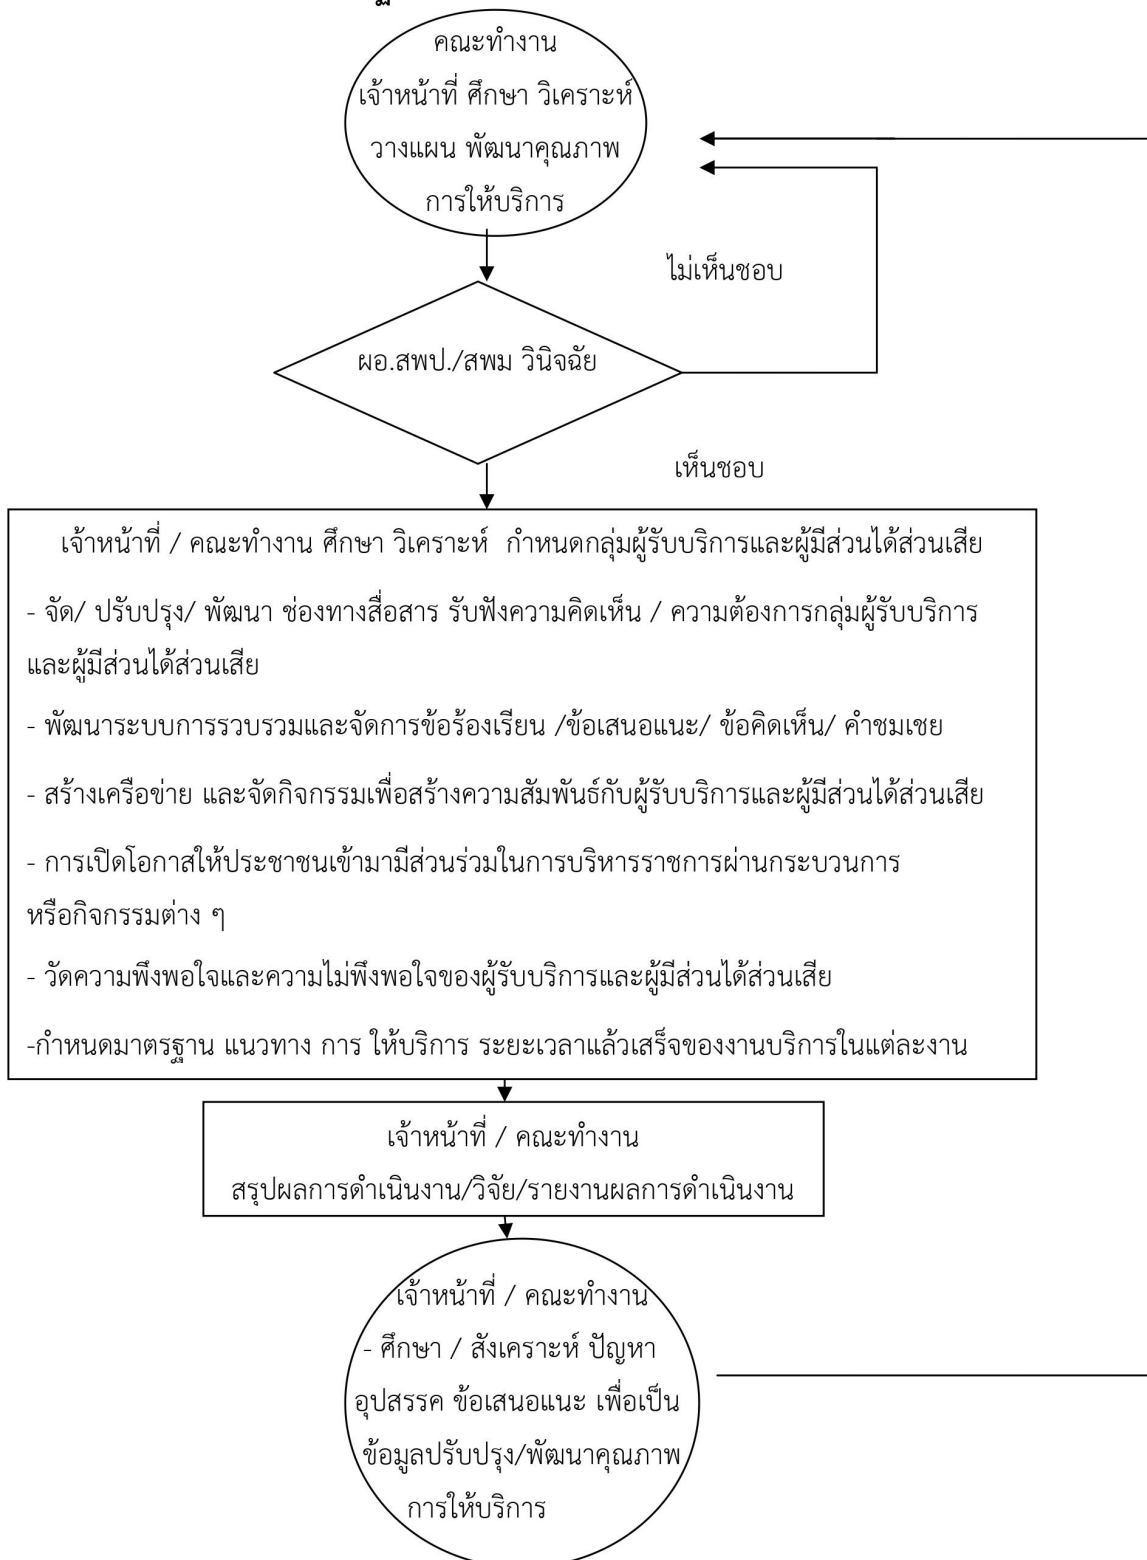 คณะทำงาน
เจ้าหน้าที่ ศึกษา วิเคราะห์
วางแผน พัฒนาคุณภาพ
การให้บริการ
ไม่เห็นชอบ
ผอ.สพป./สพม วินิจฉัย
เห็นชอบ
เจ้าหน้าที่ / คณะทำงาน ศึกษา วิเคราะห์ กำหนดกลุ่มผู้รับบริการและผู้มีส่วนได้ส่วนเสีย
- จัด/ ปรับปรุง/ พัฒนา ช่องทางสื่อสาร รับฟังความคิดเห็น / ความต้องการกลุ่มผู้รับบริการ
และผู้มีส่วนได้ส่วนเสีย
- พัฒนาระบบการรวบรวมและจัดการข้อร้องเรียน /ข้อเสนอแนะ/ ข้อคิดเห็น/ คำชมเชย
- สร้างเครือข่าย และจัดกิจกรรมเพื่อสร้างความสัมพันธ์กับผู้รับบริการและผู้มีส่วนได้ส่วนเสีย
- การเปิดโอกาสให้ประชาชนเข้ามามีส่วนร่วมในการบริหารราชการผ่านกระบวนการ
หรือกิจกรรมต่าง ๆ
- วัดความพึงพอใจและความไม่พึงพอใจของผู้รับบริการและผู้มีส่วนได้ส่วนเสีย
-กำหนดมาตรฐาน แนวทาง การ ให้บริการ ระยะเวลาแล้วเสร็จของงานบริการในแต่ละงาน
เจ้าหน้าที่ / คณะทำงาน
สรุปผลการดำเนินงาน/วิจัย/รายงานผลการดำเนินงาน
เจ้าหน้าที่ / คณะทำงาน
- ศึกษา / สังเคราะห์ ปัญหา
อุปสรรค ข้อเสนอแนะ เพื่อเป็น
ข้อมูลปรับปรุง/พัฒนาคุณภาพ
การให้บริการ